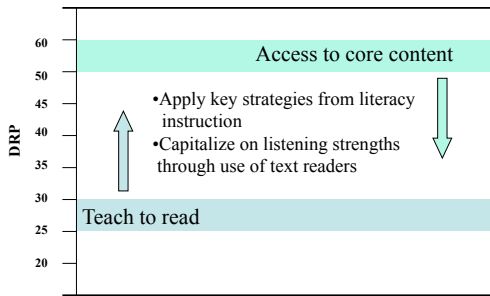 60
Access to core content
50
45
•Apply key strategies from literacy
instruction
40
•Capitalize on listening strengths
through use of text readers
35
DRP
30
Teach to read
25
20